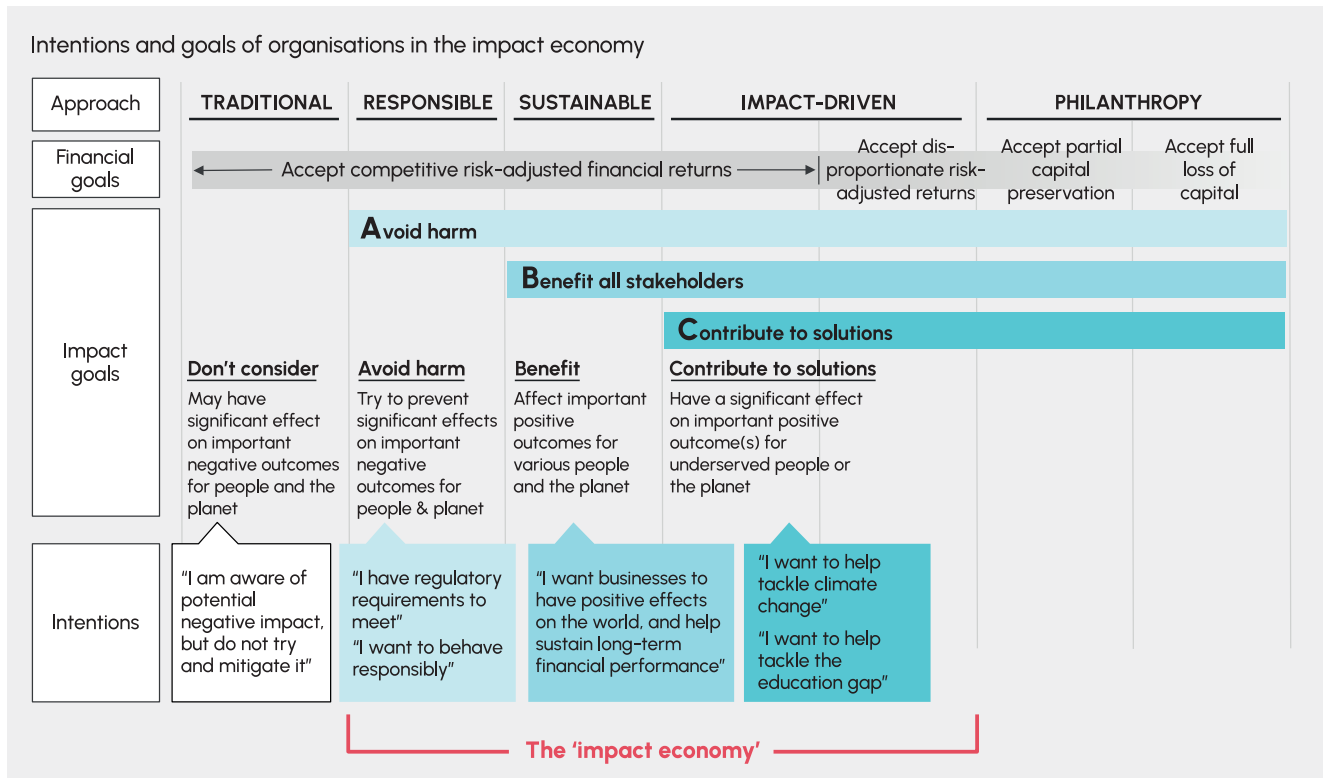 Intentions and goals of organisations in the impact economy
Approach
TRADITIONAL
RESPONSIBLE
SUSTAINABLE
IMPACT-DRIVEN
PHILANTHROPY
Financial
goals
Accept competitive risk-adjusted financial returns
Accept dis-
proportionate risk-
adjusted returns
Accept partial
capital
preservation
Accept full
loss of
capital
Impact
goals
Avoid harm
Benefit all stakeholders
Contribute to solutions
Don't consider
May have
significant effect
on important
negative outcomes
for people and the
planet
Avoid harm
Try to prevent
significant effects
on important
negative
outcomes for
people & planet
Benefit
Affect important
positive
outcomes for
various people
and the planet
Contribute to solutions
Have a significant effect
on important positive
outcome(s) for
underserved people or
the planet
Intentions
"I am aware of
potential
negative impact,
but do not try
and mitigate it"
"I have regulatory
requirements to
meet"
"I want to behave
responsibly"
"I want businesses to
have positive effects
on the world, and help
sustain long-term
financial performance"
"I want to help
tackle climate
change"
"I want to help
tackle the
education gap"
The 'impact economy'